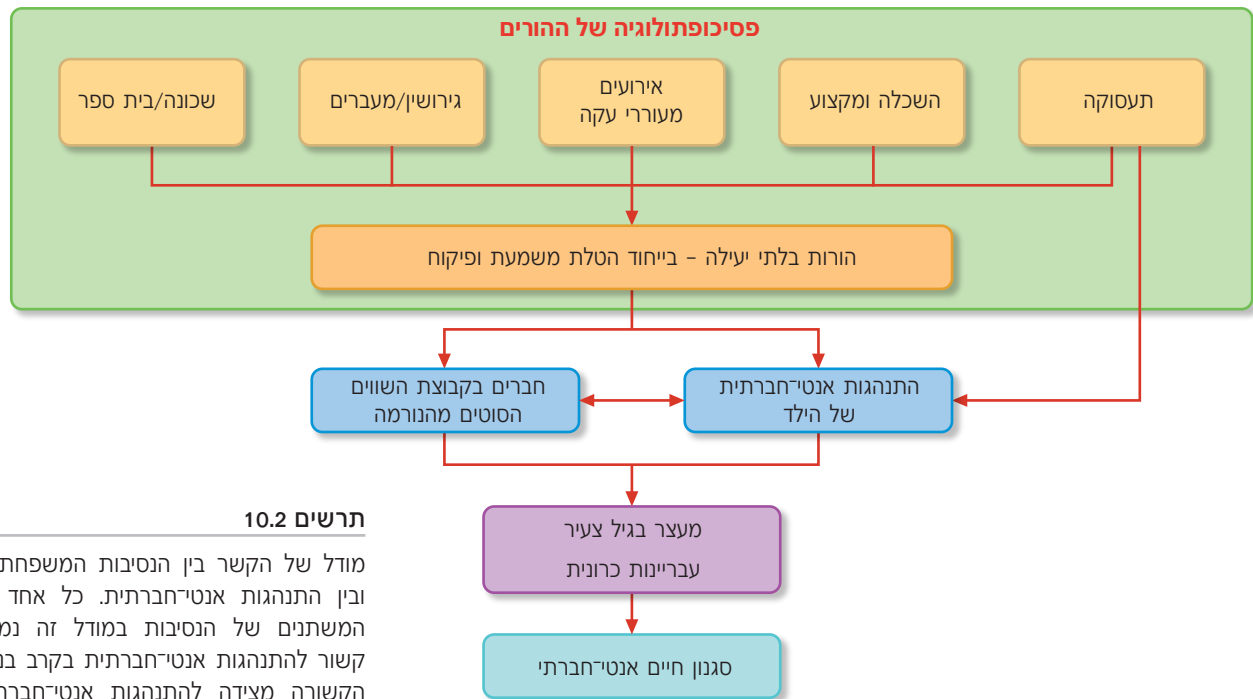 פסיכופתולוגיה של ההורים
תעסוקה
השכלה ומקצוע
אירועים
מעוררי עקה
גירושין/מעברים
שכונה/בית ספר
הורות בלתי יעילה – בייחוד הטלת משמעת ופיקוח
התנהגות אנטי־חברתית
של הילד
חברים בקבוצת השווים
הסוטים מהנורמה
מעצר בגיל צעיר
עבריינות כרונית
סגנון חיים אנטי־חברתי
תרשים 10.2
מודל של הקשר בין הנסיבות
ובין התנהגות אנטי־חברתית. כל אחד
המשתנים של הנסיבות במודל זה
קשור להתנהגות אנטי־חברתית בקרב
הקשורה מצידה להתנהגות